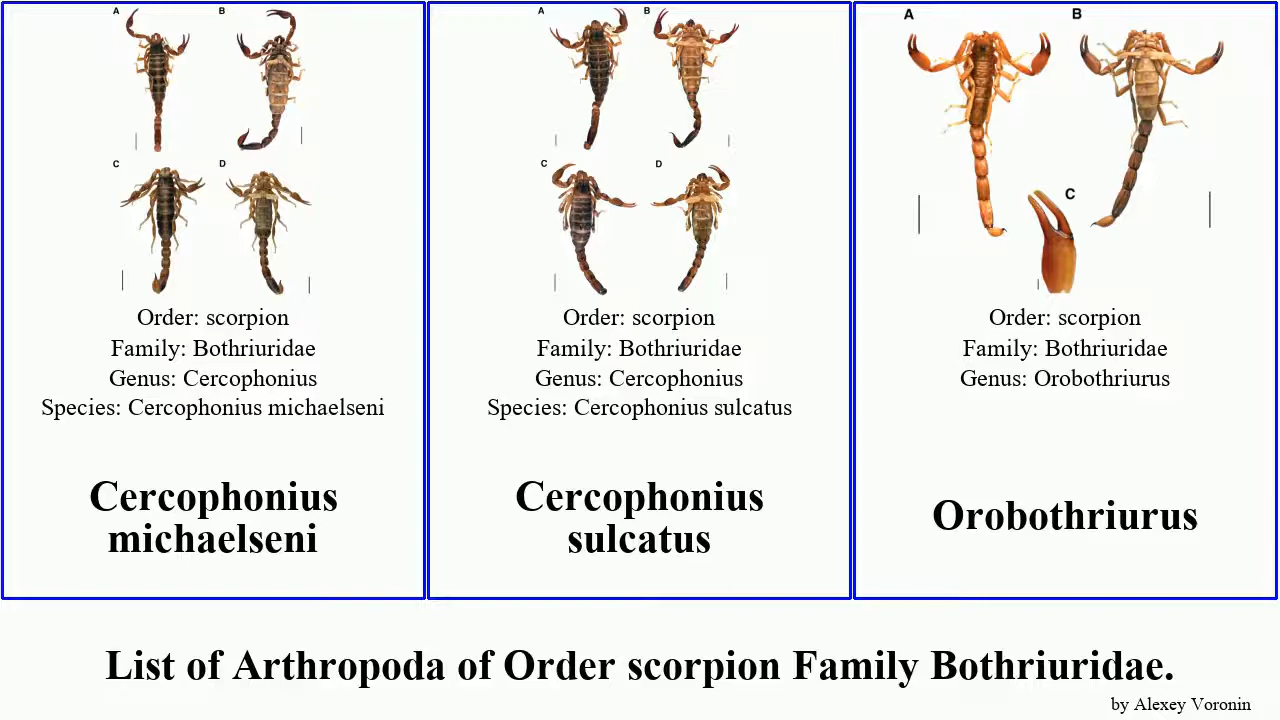 A B
C D
Order: scorpion
Family: Bothriuridae
Genus: Cercophonius
Species: Cercophonius michaelseni
Cercophonius
michaelseni
A B
C D
Order: scorpion
Family: Bothriuridae
Genus: Cercophonius
Species: Cercophonius sulcatus
Cercophonius
sulcatus
A B
C
Order: scorpion
Family: Bothriuridae
Genus: Orobothriurus
Orobothriurus
List of Arthropoda of Order scorpion Family Bothriuridae.
by Alexey Voronin